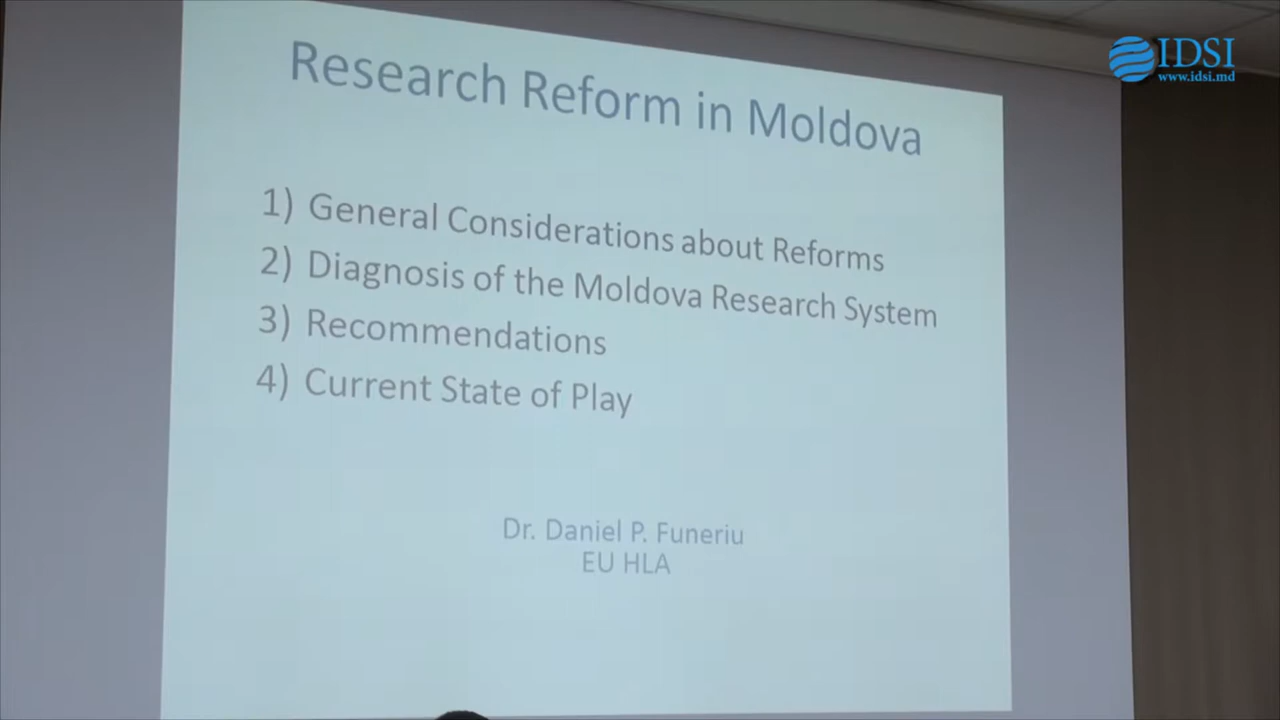 IDSI
www.idsi.md
Research Reform in Moldova
1) General Considerations about Reforms
2) Diagnosis of the Moldova Research System
3) Recommendations
4) Current State of Play
Dr. Daniel P. Funeriu
EU HLA